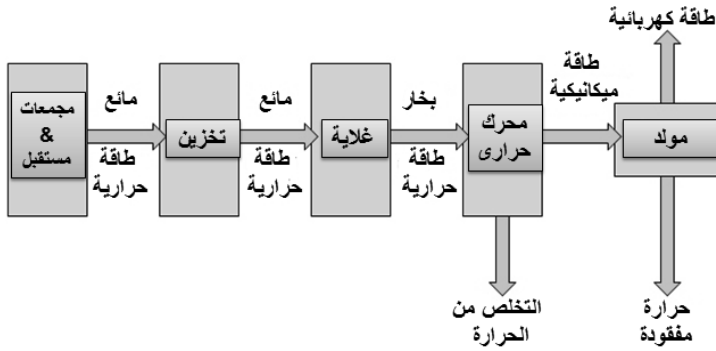 طاقة كهربائية
مجمعات
&
مستقبل
مائع
طاقة
حرارية
تخزين
مائع
طاقة
حرارية
غلاية
بخار
طاقة
حرارية
محرك
حرارى
طاقة
ميكانيكية
مولد
التخلص من
الحرارة
حرارة
مفقودة